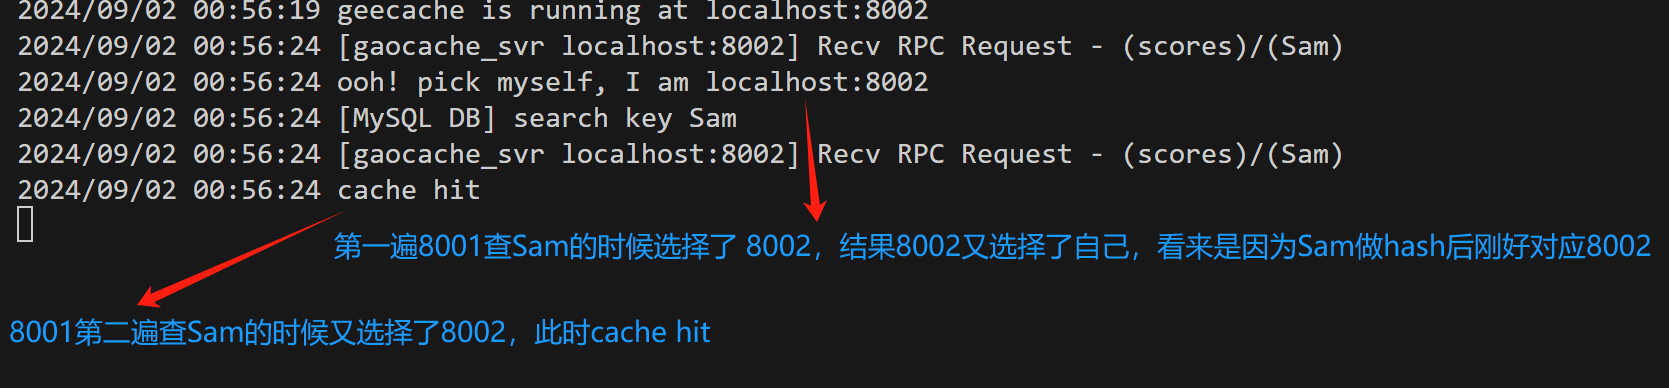 2024/09/02 00:56:19 geecache is running at localhost:8002
2024/09/02 00:56:24 [gaocache_svr localhost:8002] Recv RPC Request - (scores)/(Sam)
2024/09/02 00:56:24 ooh! pick myself, I am localhost:8002
2024/09/02 00:56:24 [MySQL DB] search key Sam
2024/09/02 00:56:24 [gaocache_svr localhost:8002] Recv RPC Request - (scores)/(Sam)
2024/09/02 00:56:24 cache hit
第一遍8001查Sam的时候选择了 8002，结果8002又选择了自己，看来是因为Sam做hash后刚好对应8002
8001第二遍查Sam的时候又选择了8002，此时cache hit